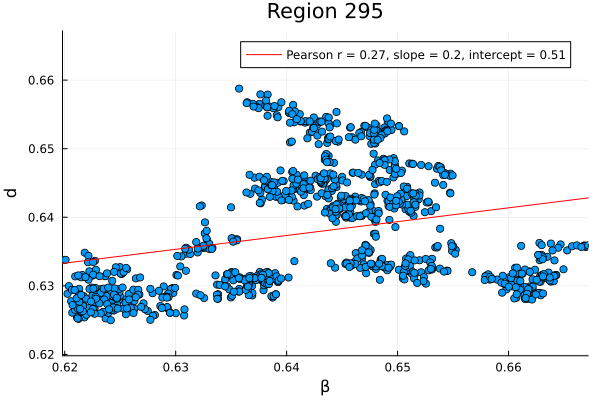 Region 295
Pearson r = 0.27, slope = 0.2, intercept = 0.51
d
0.66
0.65
0.64
0.63
0.62
0.62 0.63 0.64 0.65 0.66
β